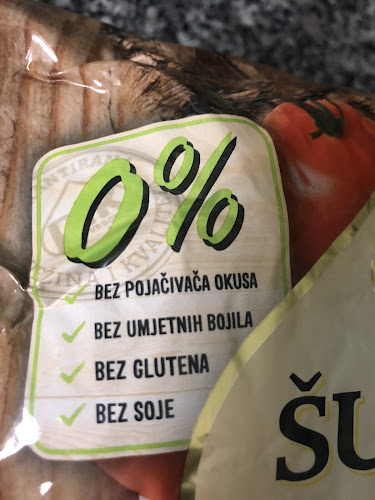 0%
BEZ POJAČIVAČA OKUSA
BEZ UMJETNIH BOJILA
BEZ GLUTENA
BEZ SOJE
ŠU